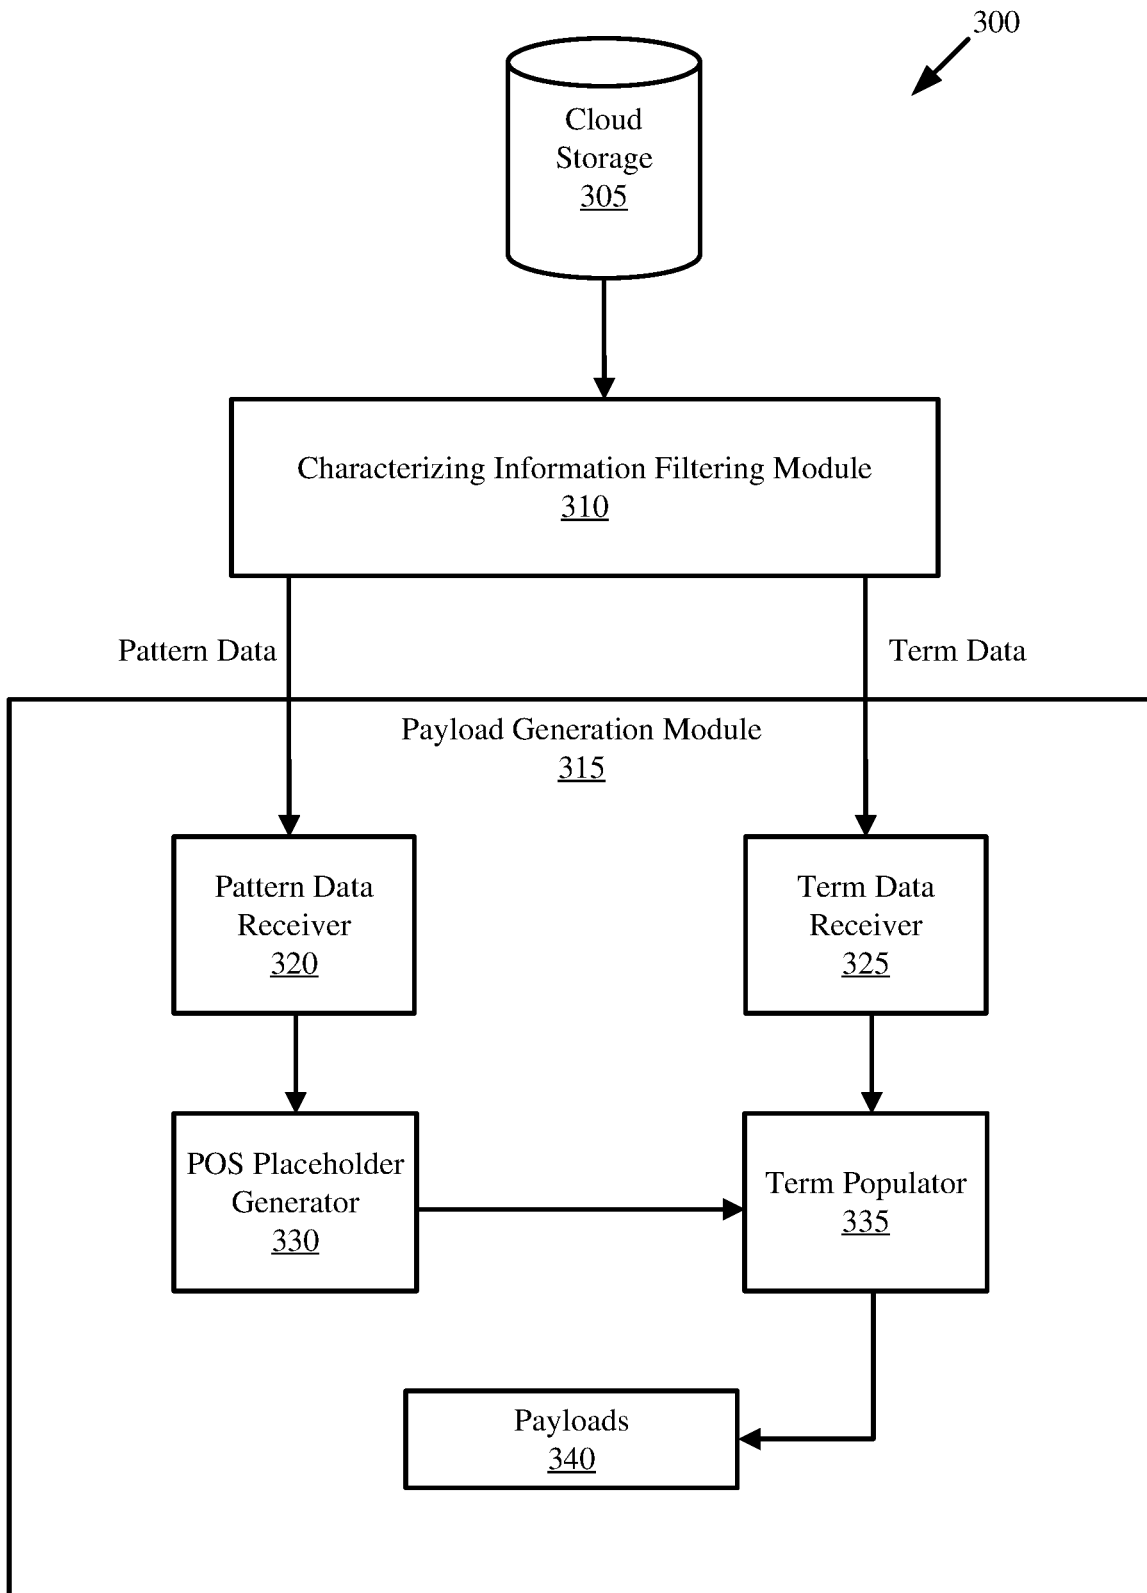 300
Cloud
Storage
305
Characterizing Information Filtering Module
310
Pattern Data
Term Data
Payload Generation Module
315
Pattern Data
Receiver
320
Term Data
Receiver
325
POS Placeholder
Generator
330
Term Populator
335
Payloads
340